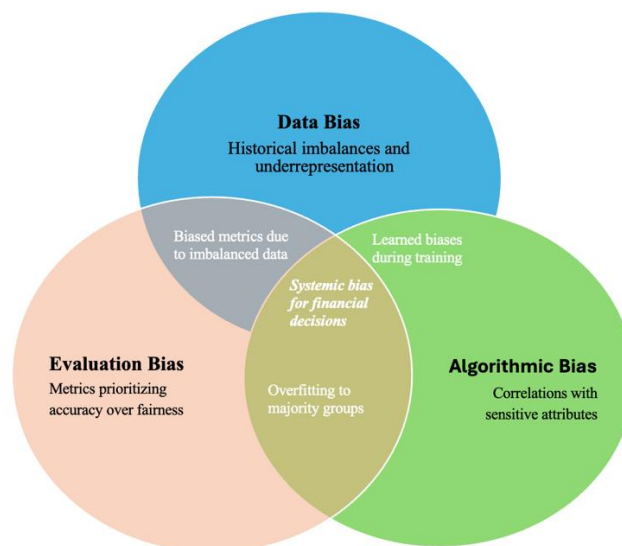 Data Bias
Historical imbalances and
underrepresentation
Biased metrics due
to imbalanced data
Learned biases
during training
Systemic bias
for financial
decisions
Evaluation Bias
Metrics prioritizing
accuracy over fairness
Overfitting to
majority groups
Algorithmic Bias
Correlations with
sensitive attributes